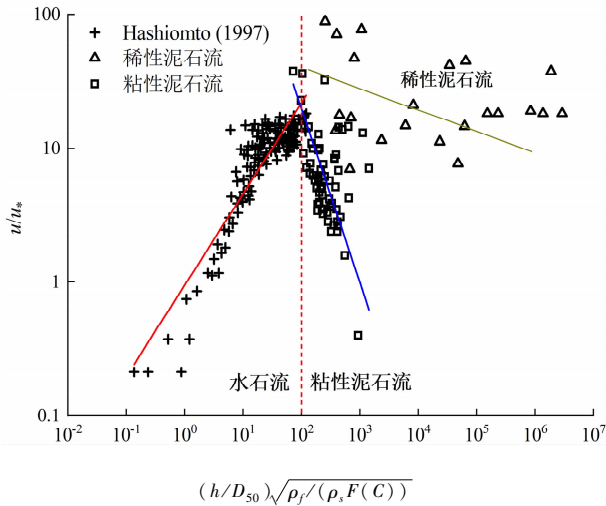 100
10
1
0.1
u/u*
Hashiomto (1997)
稀性泥石流
粘性泥石流
稀性泥石流
水石流
粘性泥石流
10⁻² 10⁻¹ 10⁰ 10¹ 10² 10³ 10⁴ 10⁵ 10⁶ 10⁷
(h/D₅₀)√ρf/(ρsF(C))